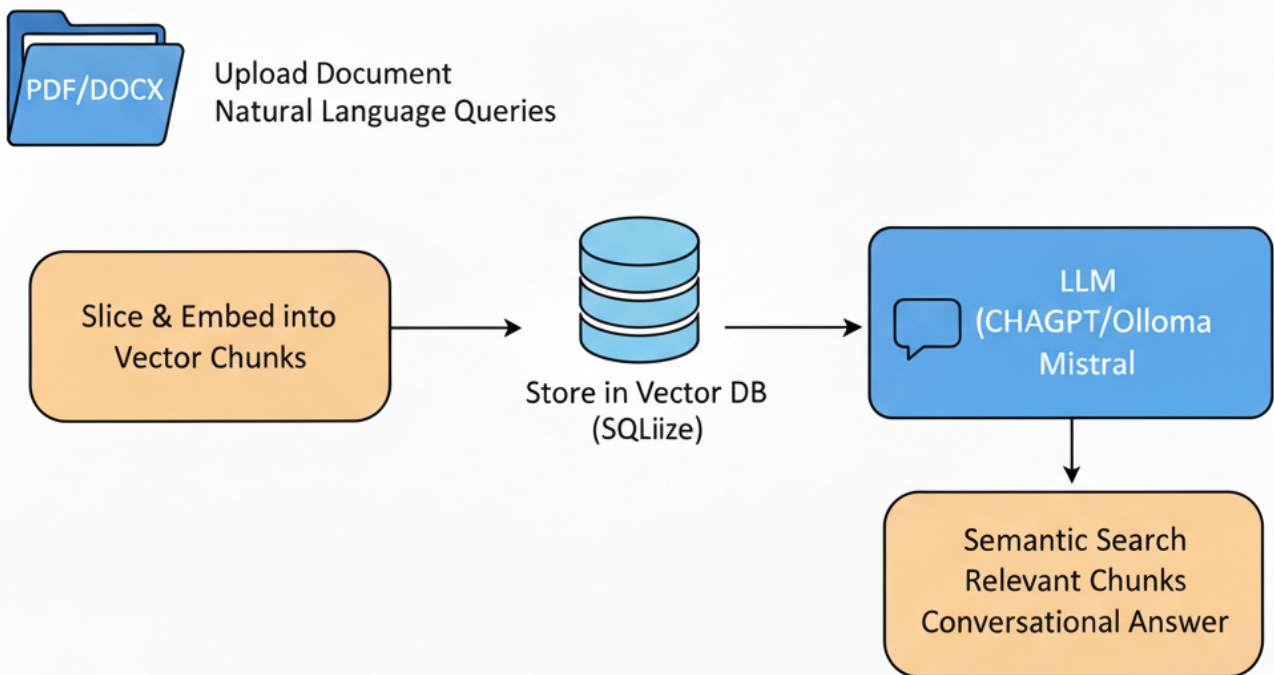 PDF/DOCX
Upload Document
Natural Language Queries
Slice & Embed into
Vector Chunks
Store in Vector DB
(SQLiize)
LLM
(CHAGPT/Olloma
Mistral
Semantic Search
Relevant Chunks
Conversational Answer